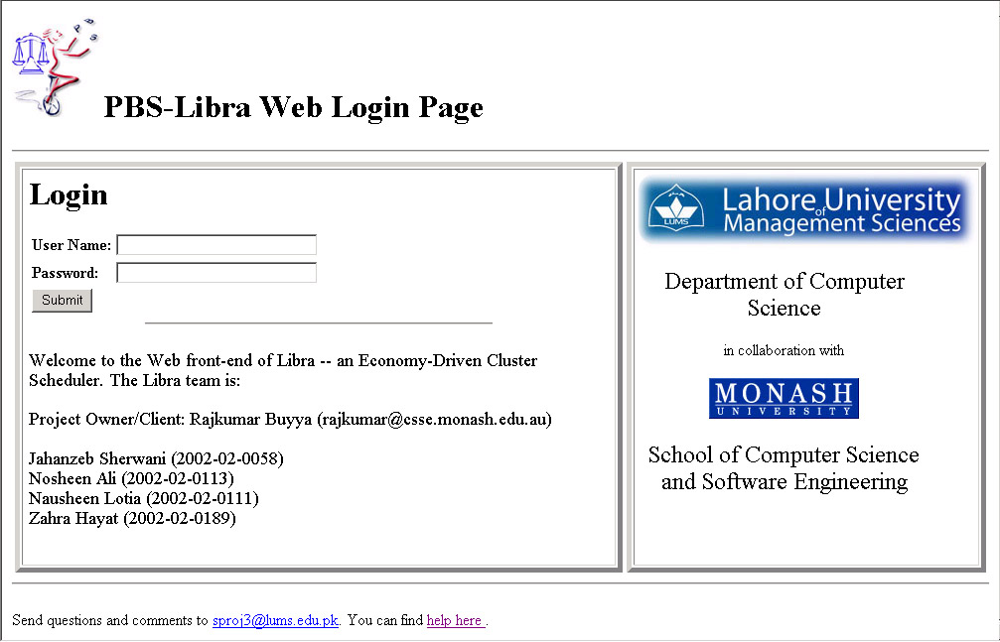 PBS
PBS-Libra Web Login Page
Login
User Name:
Password:
Submit
Welcome to the Web front-end of Libra -- an Economy-Driven Cluster
Scheduler. The Libra team is:
Project Owner/Client: Rajkumar Buyya (rajkumar@csse.monash.edu.au)
Jahanzeb Sherwani (2002-02-0058)
Nosheen Ali (2002-02-0113)
Nausheen Lotia (2002-02-0111)
Zahra Hayat (2002-02-0189)
LUMS
Lahore University
of
Management Sciences
Department of Computer
Science
in collaboration with
MONASH
UNIVERSITY
School of Computer Science
and Software Engineering
Send questions and comments to sproj3@lums.edu.pk. You can find help here .